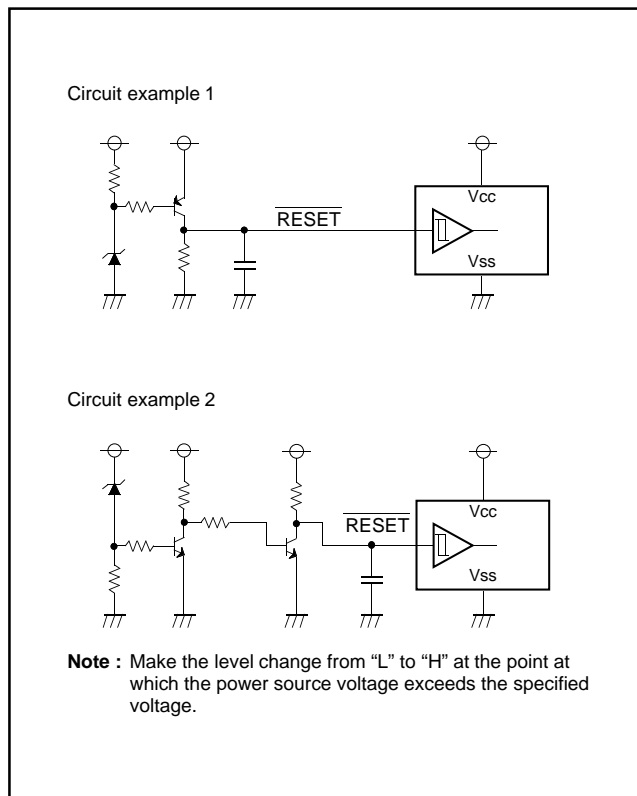 Circuit example 1
Vcc
RESET
Vss
Circuit example 2
Vcc
RESET
Vss
Note : Make the level change from “L” to “H” at the point at
which the power source voltage exceeds the specified
voltage.